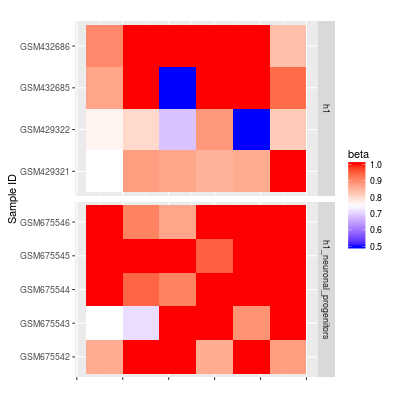 GSM432686
GSM432685
GSM429322
GSM429321
h1
GSM675546
GSM675545
GSM675544
GSM675543
GSM675542
h1_neuronal_progenitors
Sample ID
beta
1.0
0.9
0.8
0.7
0.6
0.5